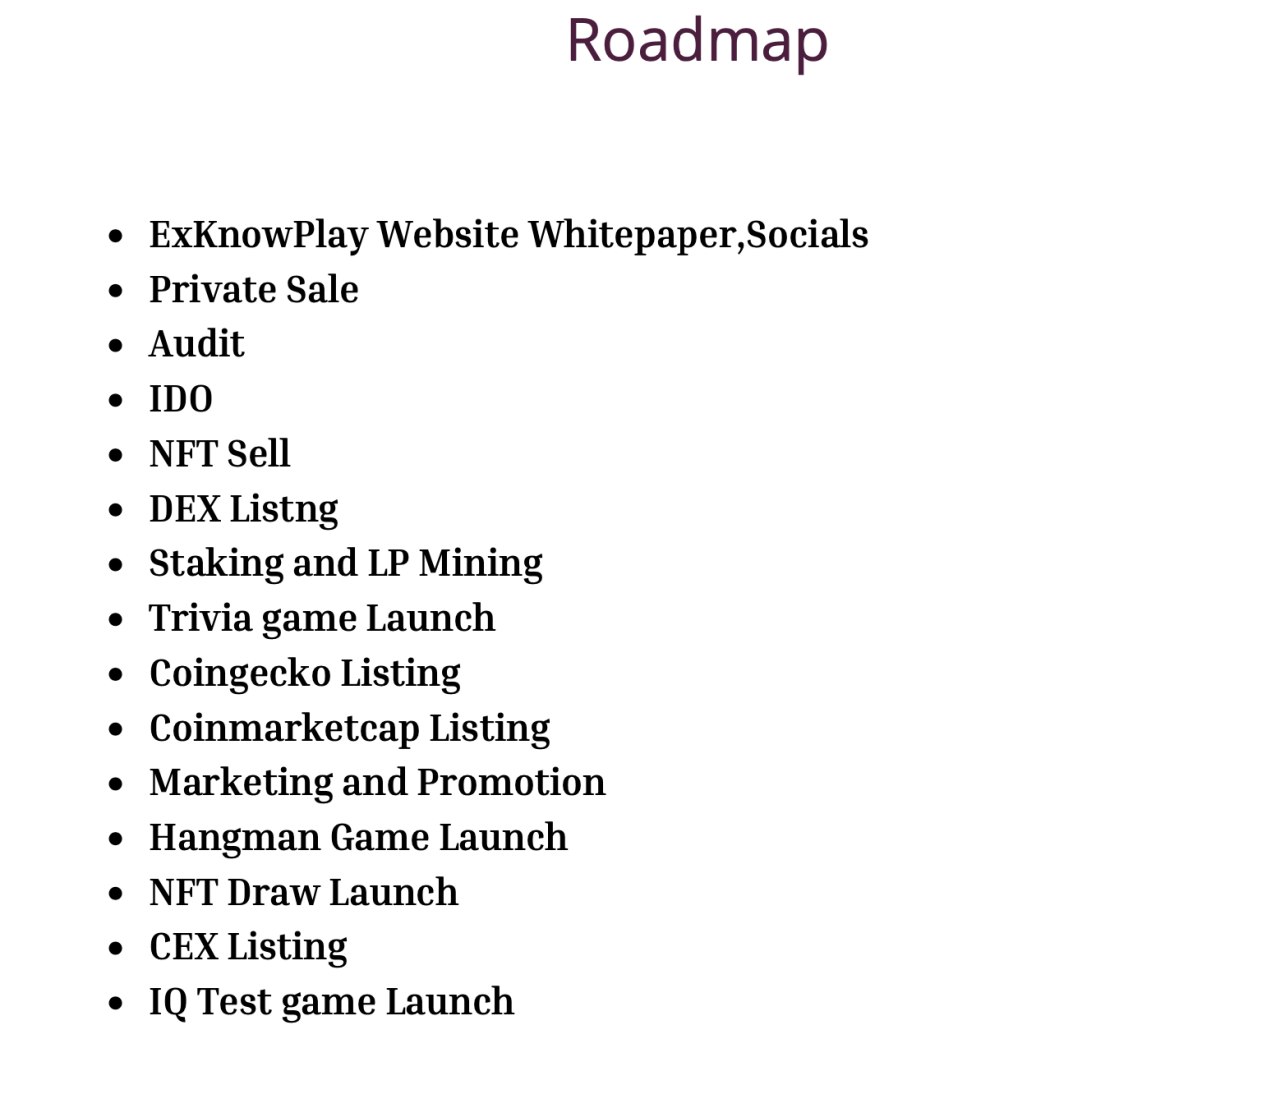 Roadmap
• ExKnowPlay Website Whitepaper,Socials
• Private Sale
• Audit
• IDO
• NFT Sell
• DEX Listng
• Staking and LP Mining
• Trivia game Launch
• Coingecko Listing
• Coinmarketcap Listing
• Marketing and Promotion
• Hangman Game Launch
• NFT Draw Launch
• CEX Listing
• IQ Test game Launch